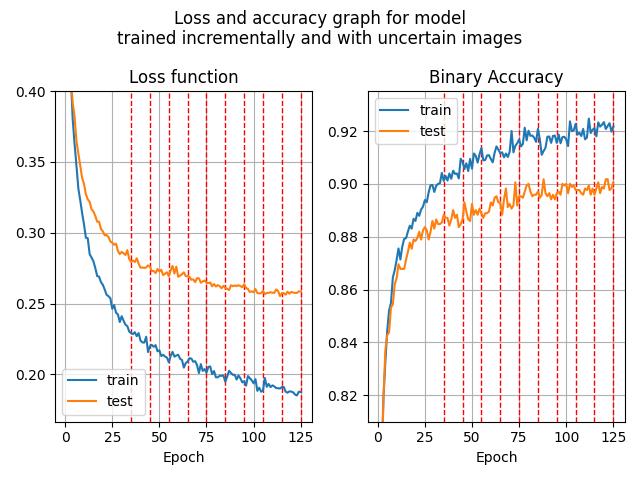 Loss and accuracy graph for model
trained incrementally and with uncertain images
Loss function
0.40
0.35
0.30
0.25
0.20
train
test
0
25
50
75
100
125
Epoch
Binary Accuracy
train
test
0.92
0.90
0.88
0.86
0.84
0.82
0
25
50
75
100
125
Epoch